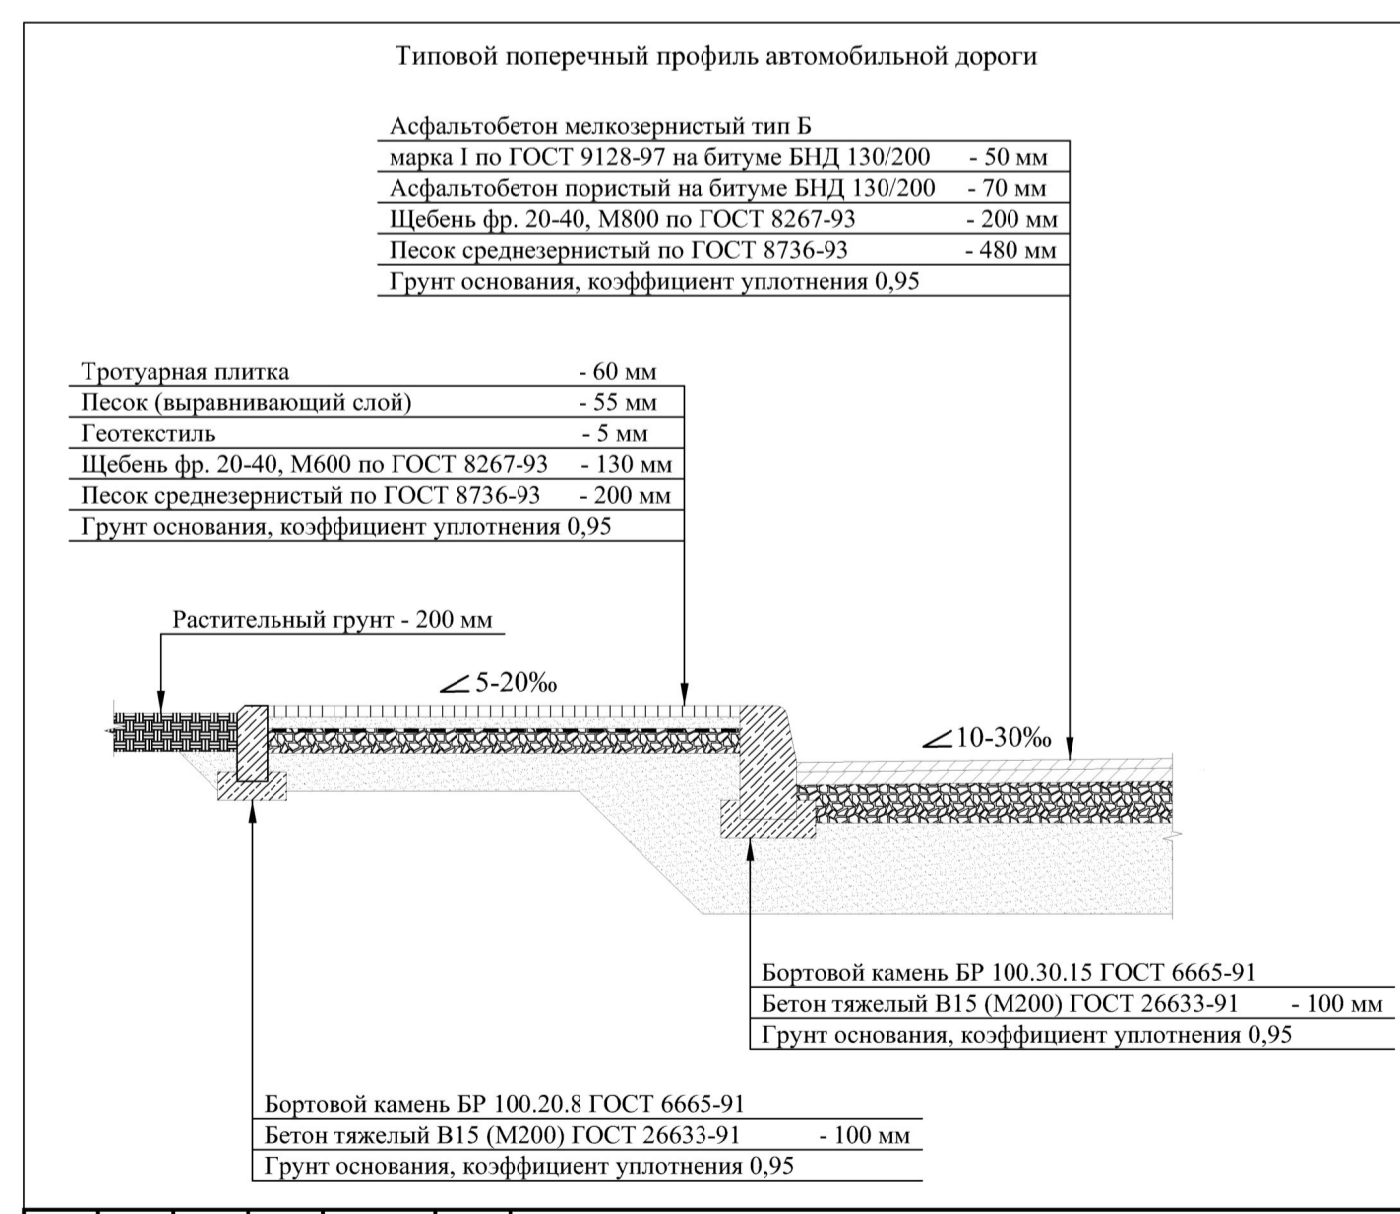 Типовой поперечный профиль автомобильной дороги
Асфальтобетон мелкозернистый тип Б
марка I по ГОСТ 9128-97 на битуме БНД 130/200 - 50 мм
Асфальтобетон пористый на битуме БНД 130/200 - 70 мм
Щебень фр. 20-40, М800 по ГОСТ 8267-93 - 200 мм
Песок среднезернистый по ГОСТ 8736-93 - 480 мм
Грунт основания, коэффициент уплотнения 0,95
Тротуарная плитка - 60 мм
Песок (выравнивающий слой) - 55 мм
Геотекстиль - 5 мм
Щебень фр. 20-40, М600 по ГОСТ 8267-93 - 130 мм
Песок среднезернистый по ГОСТ 8736-93 - 200 мм
Грунт основания, коэффициент уплотнения 0,95
Растительный грунт - 200 мм
∠5-20‰
∠10-30‰
Бортовой камень БР 100.30.15 ГОСТ 6665-91
Бетон тяжелый В15 (М200) ГОСТ 26633-91 - 100 мм
Грунт основания, коэффициент уплотнения 0,95
Бортовой камень БР 100.20.8 ГОСТ 6665-91
Бетон тяжелый В15 (М200) ГОСТ 26633-91 - 100 мм
Грунт основания, коэффициент уплотнения 0,95